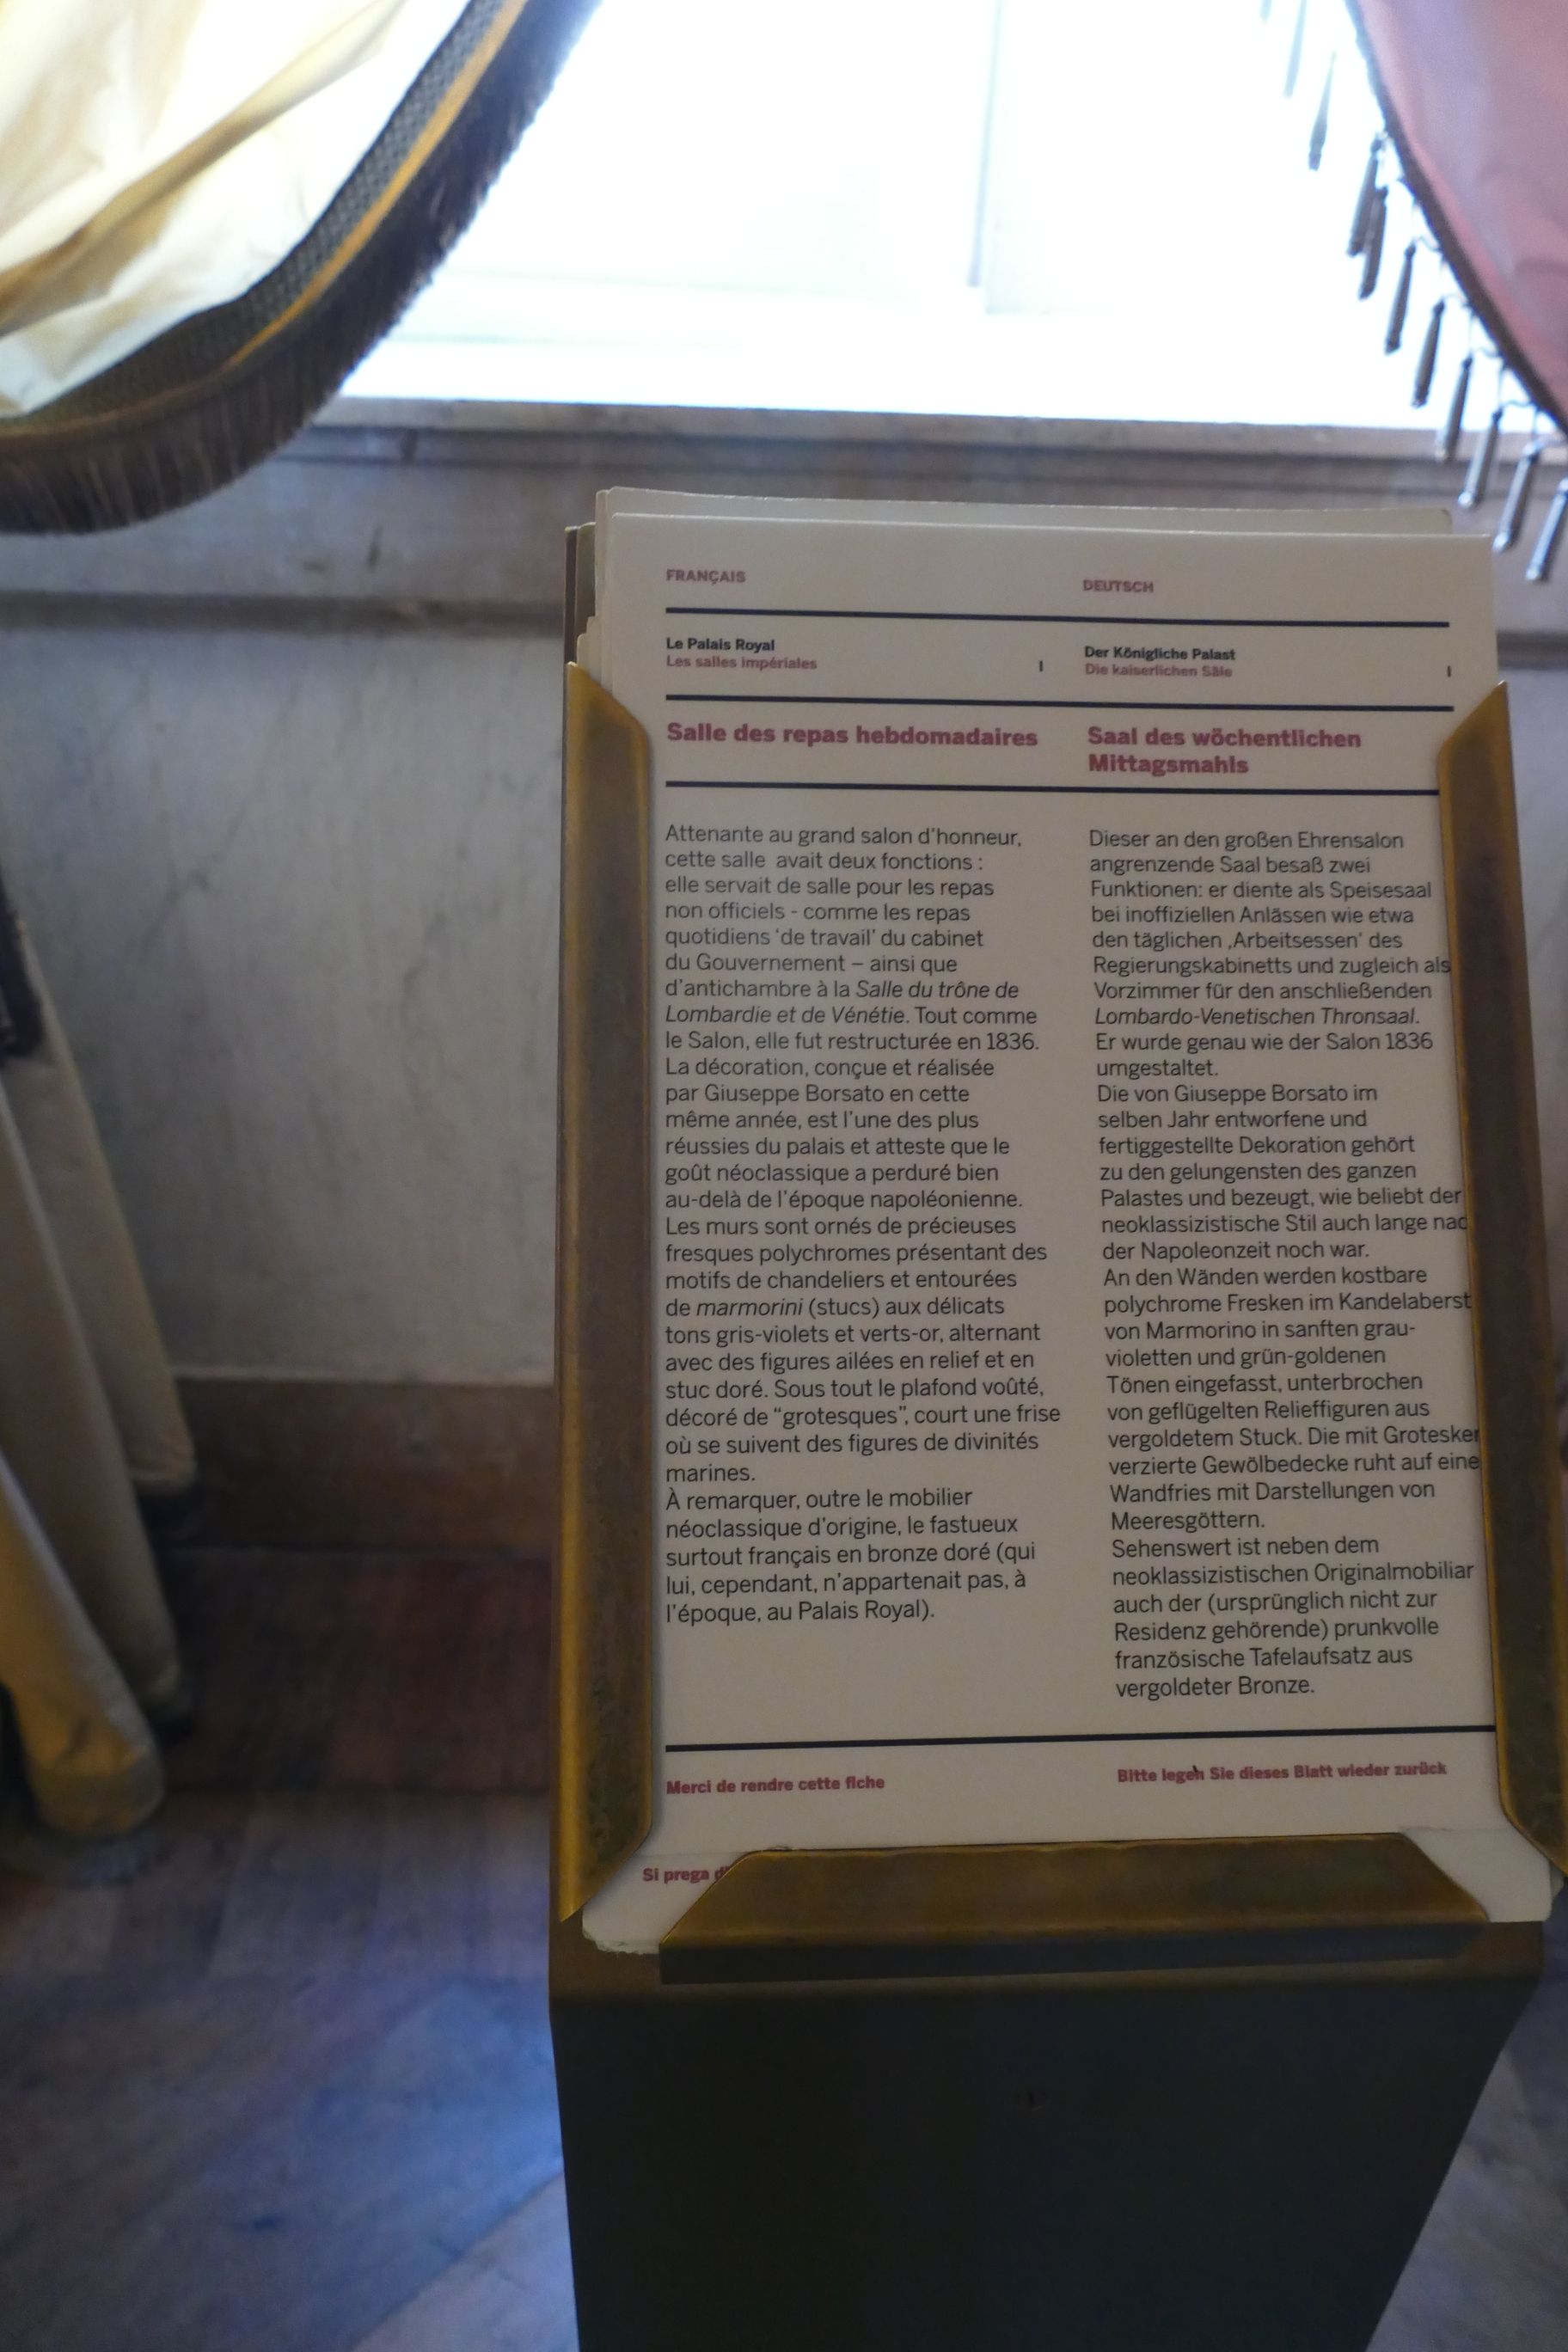 FRANÇAIS
Le Palais Royal
Les salles impériales
I
Salle des repas hebdomadaires
Attenante au grand salon d'honneur,
cette salle avait deux fonctions :
elle servait de salle pour les repas
non officiels - comme les repas
quotidiens 'de travail' du cabinet
du Gouvernement – ainsi que
d'antichambre à la Salle du trône de
Lombardie et de Vénétie. Tout comme
le Salon, elle fut restructurée en 1836.
La décoration, conçue et réalisée
par Giuseppe Borsato en cette
même année, est l'une des plus
réussies du palais et atteste que le
goût néoclassique a perduré bien
au-delà de l'époque napoléonienne.
Les murs sont ornés de précieuses
fresques polychromes présentant des
motifs de chandeliers et entourées
de marmorini (stucs) aux délicats
tons gris-violets et verts-or, alternant
avec des figures ailées en relief et en
stuc doré. Sous tout le plafond voûté,
décoré de “grotesques”, court une frise
où se suivent des figures de divinités
marines.
À remarquer, outre le mobilier
néoclassique d'origine, le fastueux
surtout français en bronze doré (qui
lui, cependant, n'appartenait pas, à
l'époque, au Palais Royal).
Merci de rendre cette fiche
DEUTSCH
Der Königliche Palast
Die kaiserlichen Säle
I
Saal des wöchentlichen
Mittagsmahls
Dieser an den großen Ehrensalon
angrenzende Saal besaß zwei
Funktionen: er diente als Speisesaal
bei inoffiziellen Anlässen wie etwa
den täglichen ‚Arbeitsessen‘ des
Regierungskabinetts und zugleich als
Vorzimmer für den anschließenden
Lombardo-Venetischen Thronsaal.
Er wurde genau wie der Salon 1836
umgestaltet.
Die von Giuseppe Borsato im
selben Jahr entworfene und
fertiggestellte Dekoration gehört
zu den gelungensten des ganzen
Palastes und bezeugt, wie beliebt der
neoklassizistische Stil auch lange
der Napoleonzeit noch war.
An den Wänden werden kostbare
polychrome Fresken im Kandelaberst
von Marmorino in sanften grau-
violetten und grün-goldenen
Tönen eingefasst, unterbrochen
von geflügelten Relieffiguren aus
vergoldetem Stuck. Die mit Grotesken
verzierte Gewölbedecke ruht auf eine
Wandfries mit Darstellungen von
Meeresgöttern.
Sehenswert ist neben dem
neoklassizistischen Originalmobiliar
auch der (ursprünglich nicht zur
Residenz gehörende) prunkvolle
französische Tafelaufsatz aus
vergoldeter Bronze.
Bitte legen Sie dieses Blatt wieder zurück
Si prega